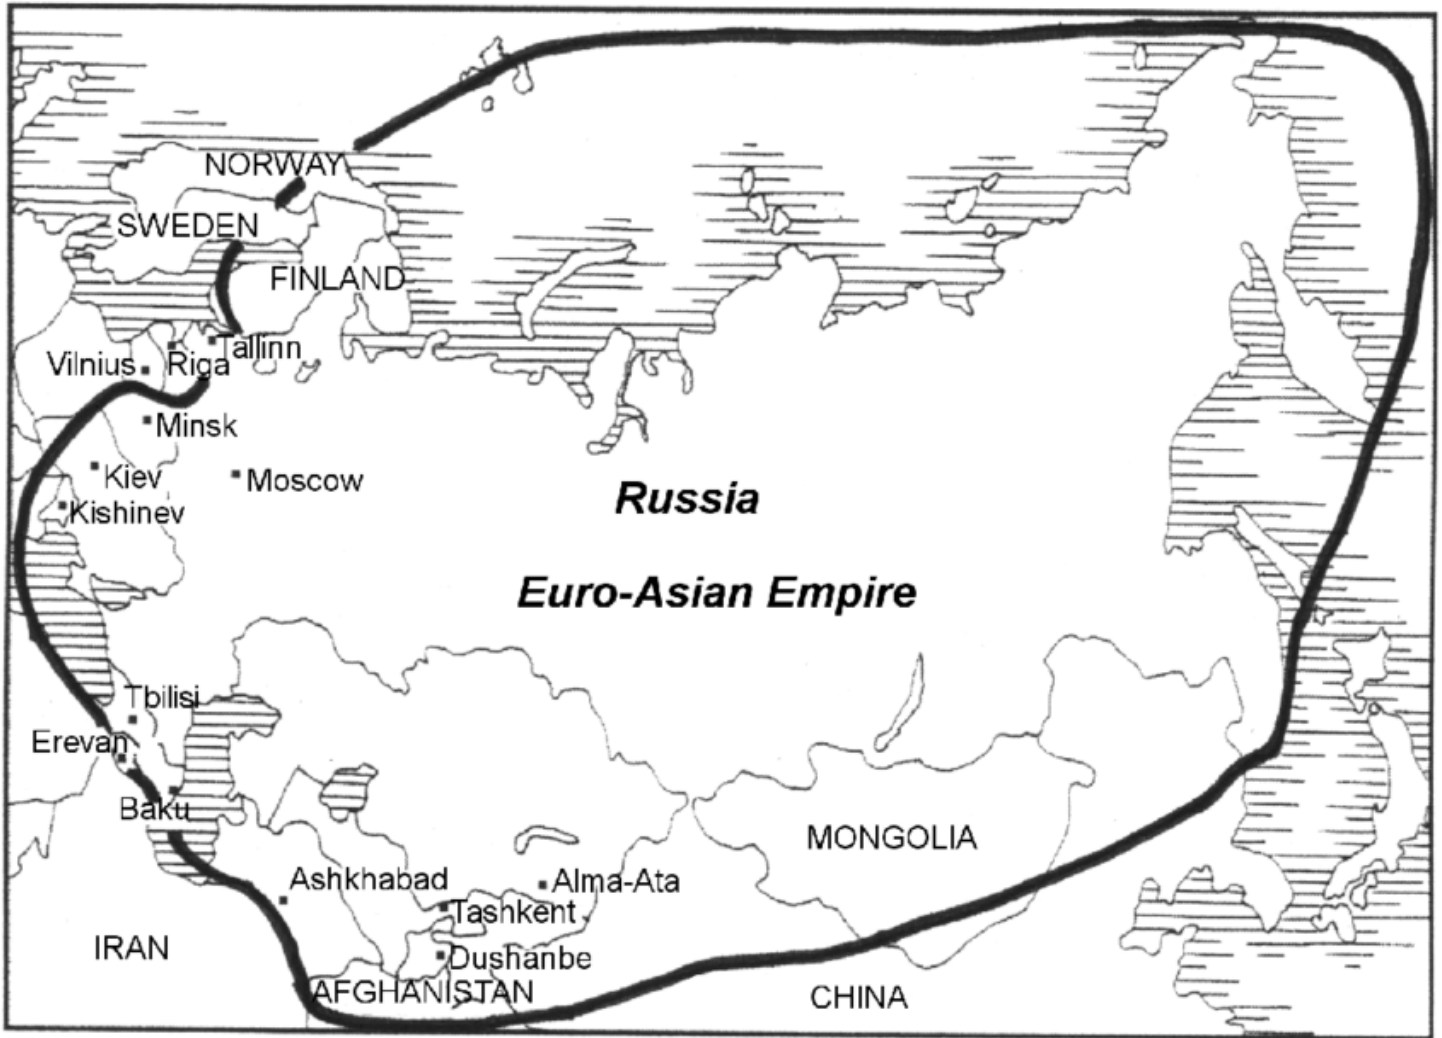 NORWAY
SWEDEN
FINLAND
Tallinn
Vilnius
Riga
Minsk
Kiev
Moscow
Kishinev
Russia
Euro-Asian Empire
Tbilisi
Erevan
Baku
MONGOLIA
Ashkhabad
Alma-Ata
Tashkent
IRAN
Dushanbe
AFGHANISTAN
CHINA